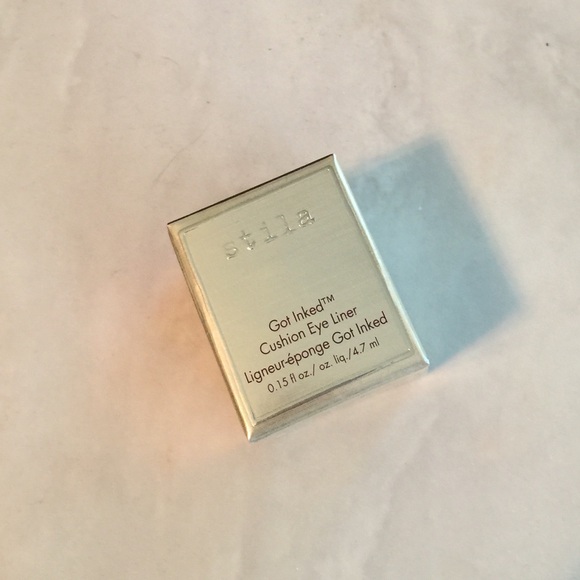 stila
Got Inked™
Cushion Eye Liner
Ligneur-éponge Got Inked
0.15 fl oz./ oz. liq./4.7 ml